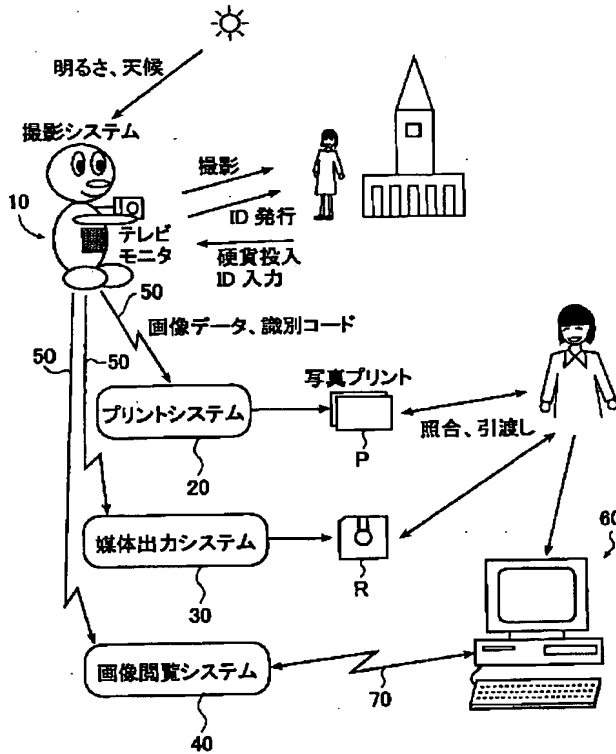 明るさ、天候
撮影システム
撮影
10
ID 発行
テレビ
モニタ
硬貨投入
ID 入力
50
画像データ、識別コード
50
50
写真プリント
プリントシステム
照合、引渡し
P
20
60
媒体出力システム
R
30
画像閲覧システム
70
40